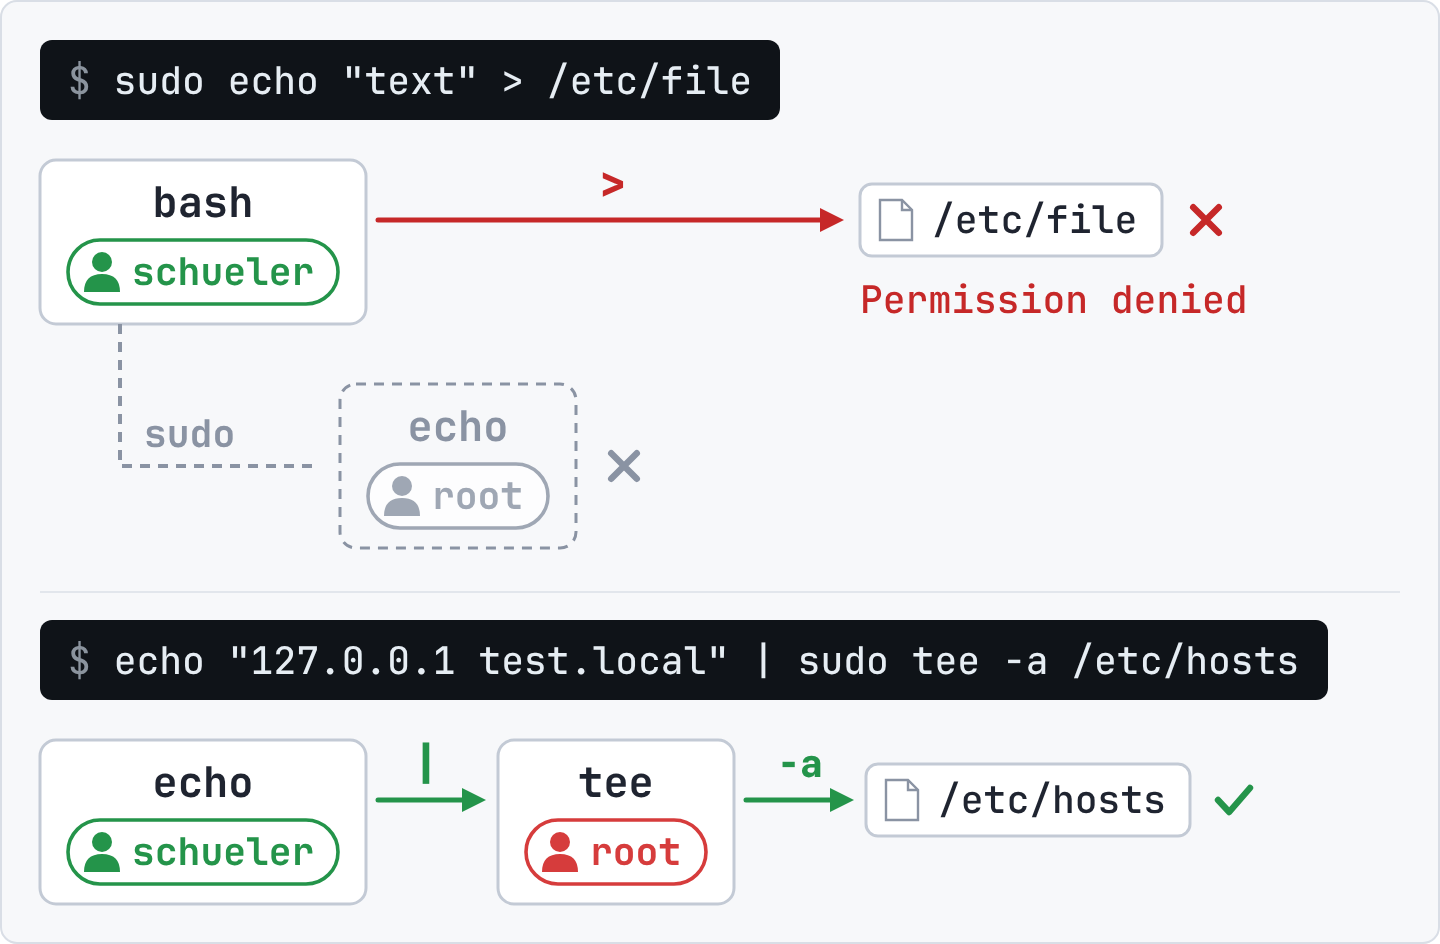 $ sudo echo "text" > /etc/file
bash
schueler
>
/etc/file
Permission denied
sudo
echo
root
$ echo "127.0.0.1 test.local" | sudo tee -a /etc/hosts
echo
schueler
|
tee
root
-a
/etc/hosts